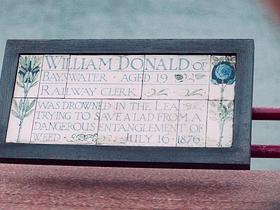 WILLIAM DONALD OF
BAYSWATER · AGED 19
RAILWAY CLERK
WAS DROWNED IN THE LEA
TRYING TO SAVE A LAD FROM A
DANGEROUS ENTANGLEMENT OF
WEED · JULY 16 · 1876